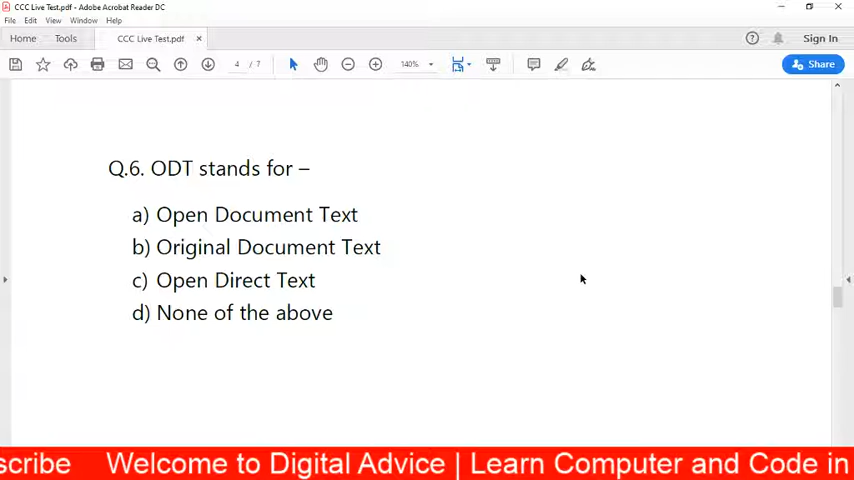 CCC Live Test.pdf - Adobe Acrobat Reader DC
File Edit View Window Help
Home Tools CCC Live Test.pdf × Sign In
4 / 7 140% Share
Q.6. ODT stands for –
a) Open Document Text
b) Original Document Text
c) Open Direct Text
d) None of the above
scribe Welcome to Digital Advice | Learn Computer and Code in